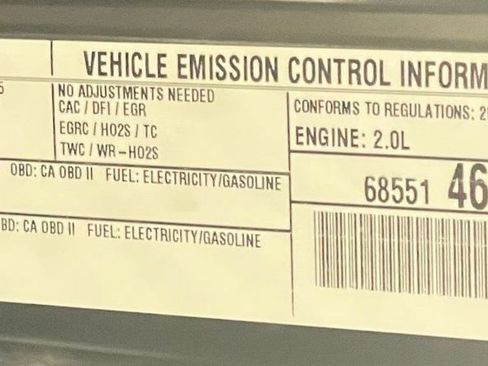 VEHICLE EMISSION CONTROL INFORM
NO ADJUSTMENTS NEEDED
CAC / DFI / EGR
EGRC / HO2S / TC
TWC / WR-HO2S
CONFORMS TO REGULATIONS: 2
ENGINE: 2.0L
OBD: CA OBD II FUEL: ELECTRICITY/GASOLINE
68551 46
BD: CA OBD II FUEL: ELECTRICITY/GASOLINE